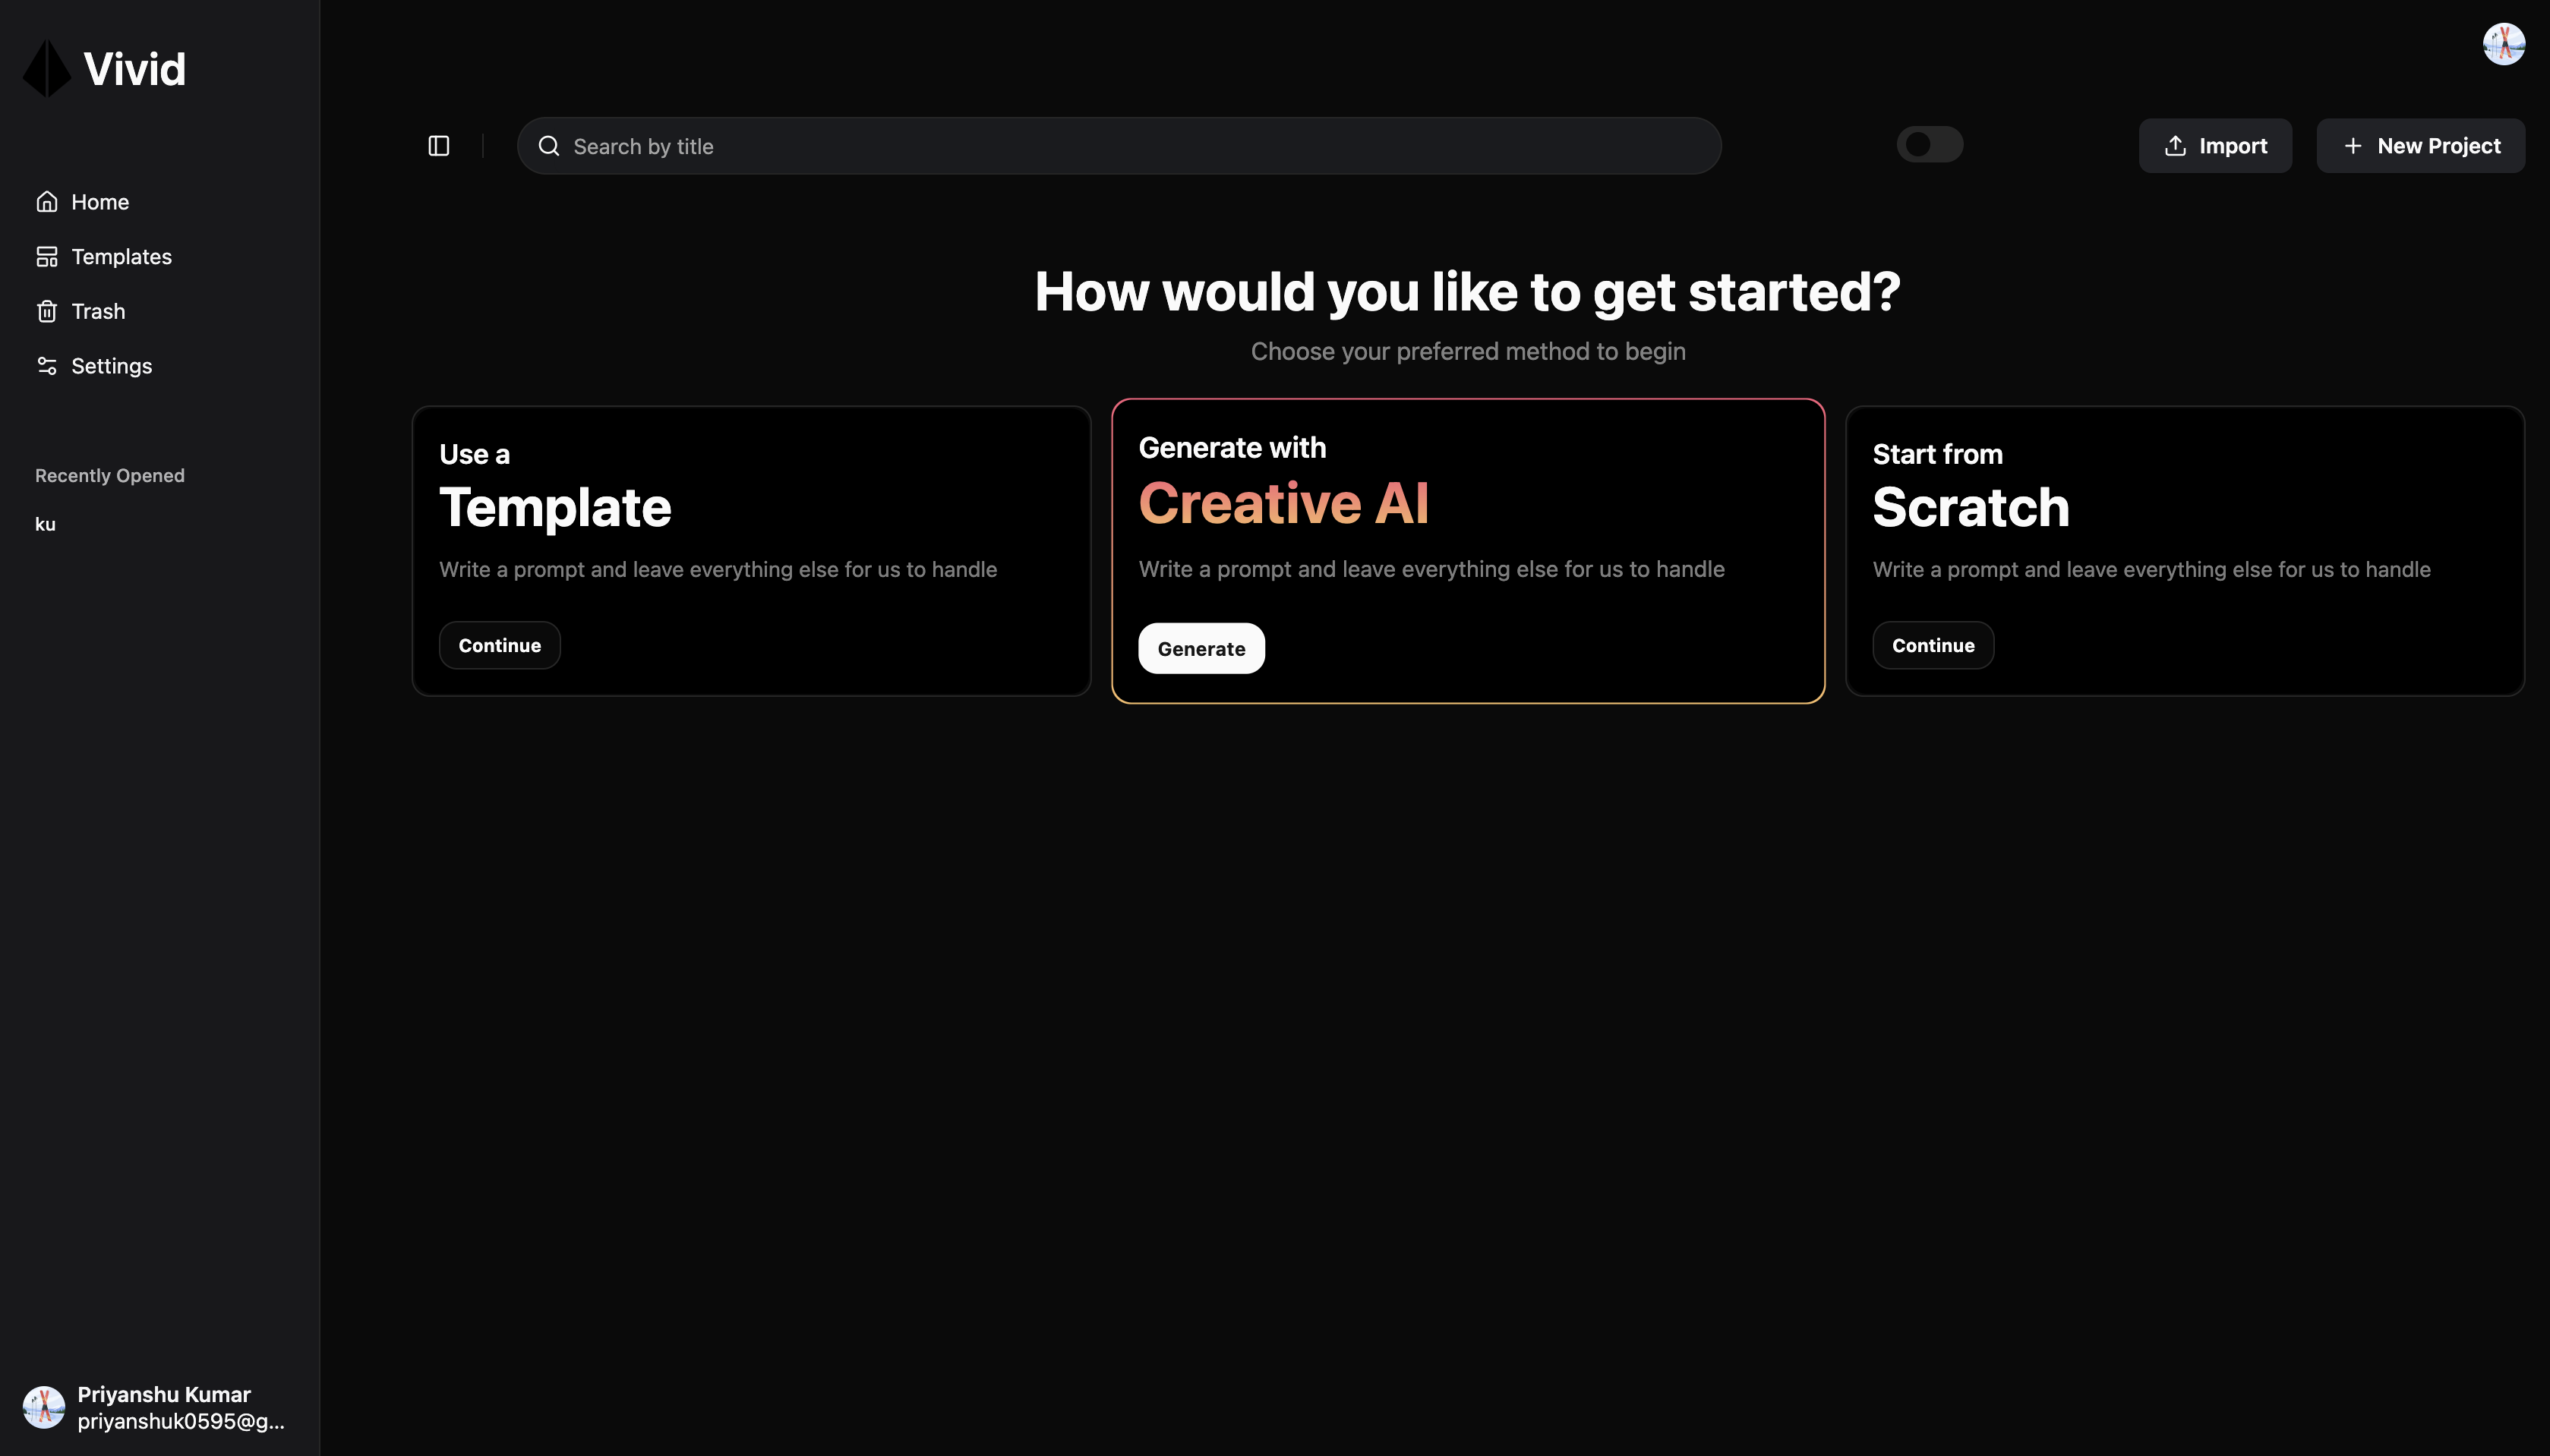 Vivid
Home
Templates
Trash
Settings
Recently Opened
ku
Priyanshu Kumar
priyanshuk0595@g...
Search by title
Import
New Project
How would you like to get started?
Choose your preferred method to begin
Use a
Template
Write a prompt and leave everything else for us to handle
Continue
Generate with
Creative AI
Write a prompt and leave everything else for us to handle
Generate
Start from
Scratch
Write a prompt and leave everything else for us to handle
Continue